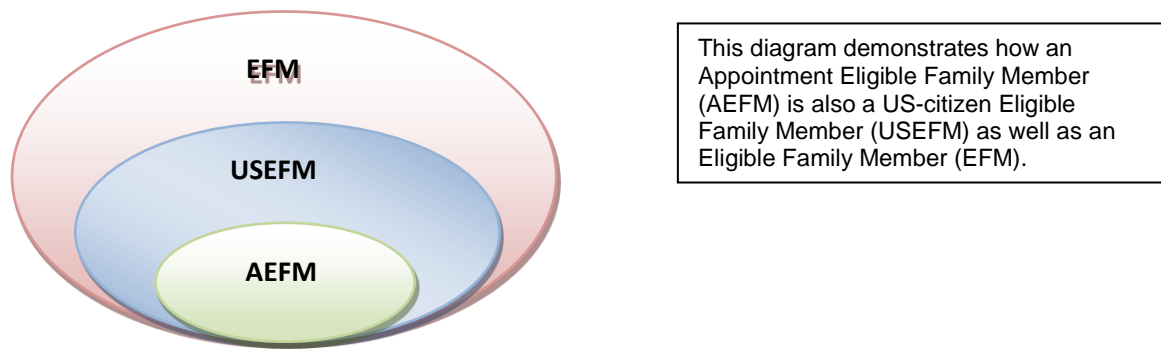 EFM
USEFM
AEFM
This diagram demonstrates how an
Appointment Eligible Family Member
(AEFM) is also a US-citizen Eligible
Family Member (USEFM) as well as an
Eligible Family Member (EFM).